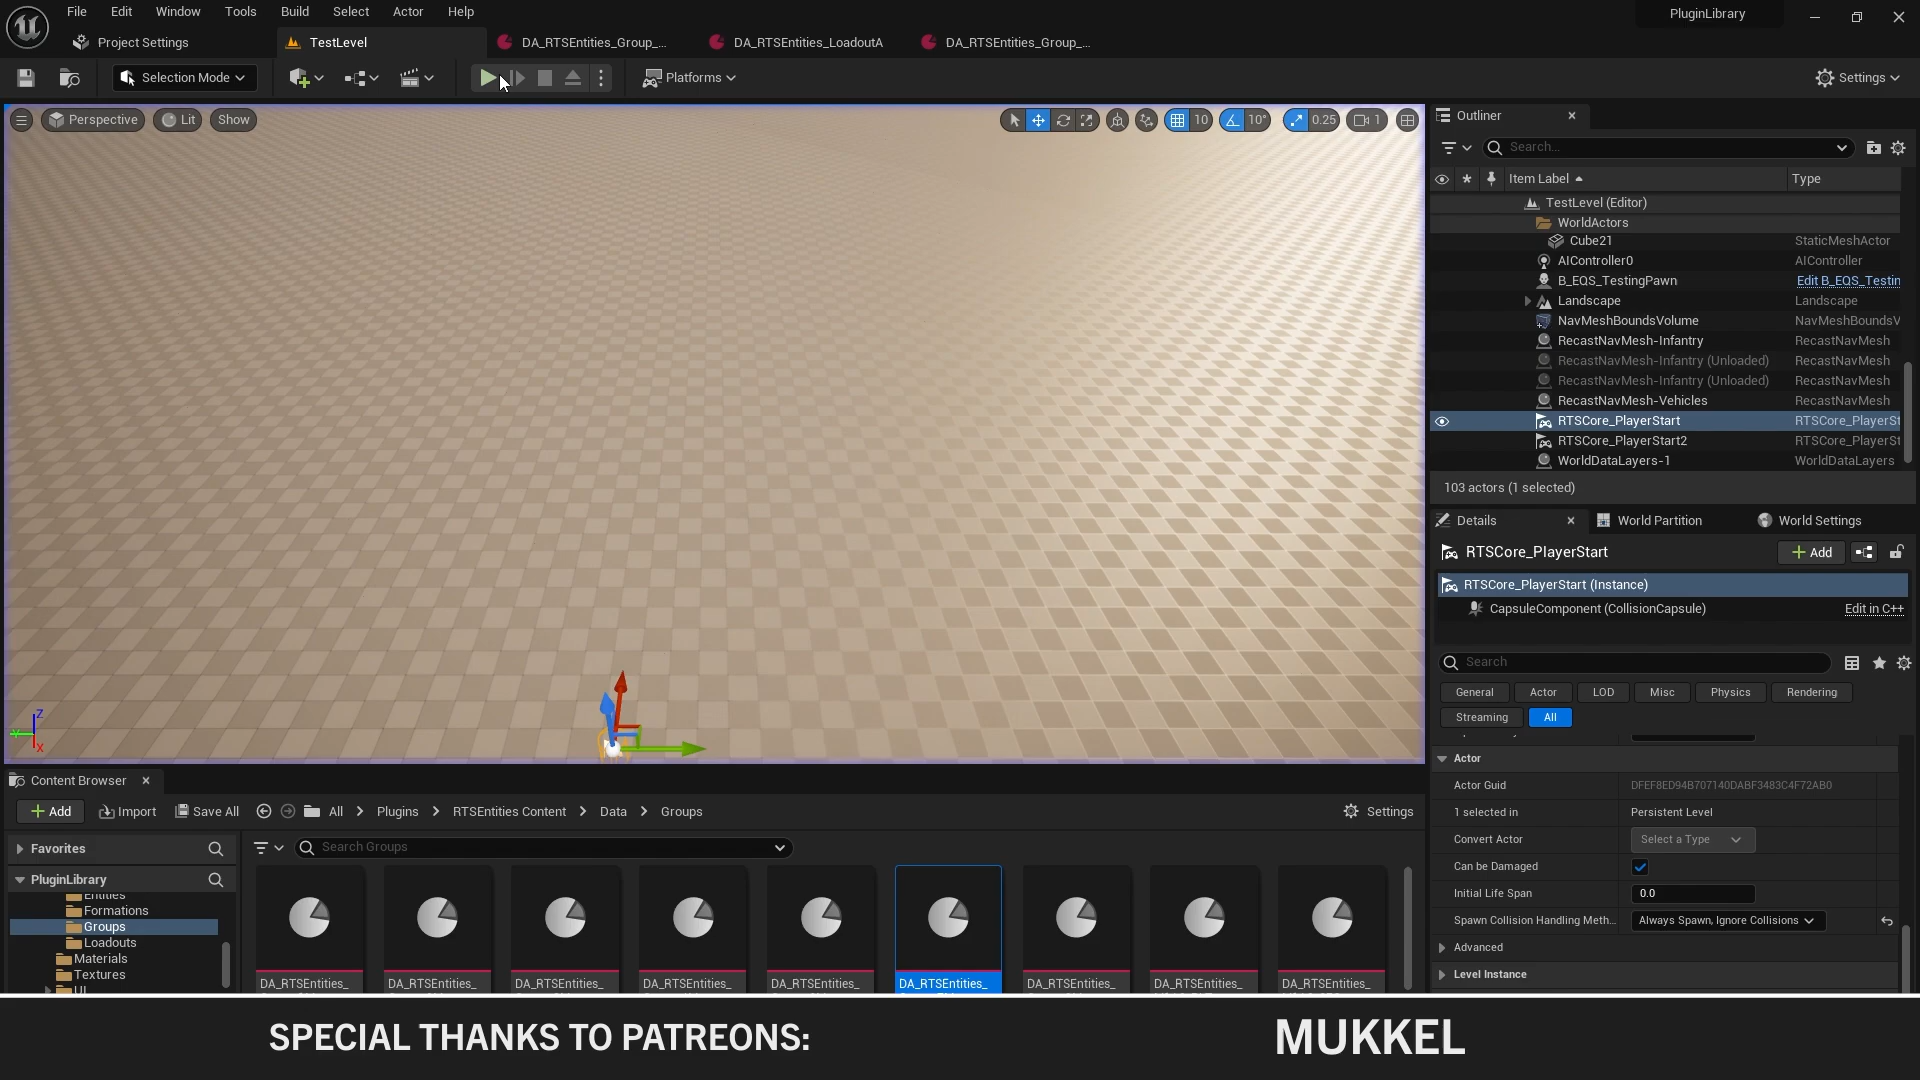 File Edit Window Tools Build Select Actor Help
PluginLibrary
Project Settings
TestLevel
DA_RTSEntities_Group_...
DA_RTSEntities_LoadoutA
DA_RTSEntities_Group_...
Selection Mode
Platforms
Settings
Perspective
Lit
Show
10
10°
0.25
1
Outliner
Search...
Item Label
Type
TestLevel (Editor)
WorldActors
Cube21 StaticMeshActor
AIController0 AIController
B_EQS_TestingPawn Edit B_EQS_Testin
Landscape Landscape
NavMeshBoundsVolume NavMeshBoundsV
RecastNavMesh-Infantry RecastNavMesh
RecastNavMesh-Infantry (Unloaded) RecastNavMesh
RecastNavMesh-Infantry (Unloaded) RecastNavMesh
RecastNavMesh-Vehicles RecastNavMesh
RTSCore_PlayerStart RTSCore_PlayerSt
RTSCore_PlayerStart2 RTSCore_PlayerSt
WorldDataLayers-1 WorldDataLayers
103 actors (1 selected)
Details
World Partition
World Settings
RTSCore_PlayerStart
Add
RTSCore_PlayerStart (Instance)
CapsuleComponent (CollisionCapsule) Edit in C++
Search
General Actor LOD Misc Physics Rendering
Streaming All
Actor
Actor Guid DFEF8ED94B707140DABF3483C4F72AB0
1 selected in Persistent Level
Convert Actor Select a Type
Can be Damaged
Initial Life Span 0.0
Spawn Collision Handling Meth... Always Spawn, Ignore Collisions
Advanced
Level Instance
Z
Y
X
Content Browser
Add Import Save All All Plugins RTSEntities Content Data Groups Settings
Favorites
Search Groups
PluginLibrary
Entities
Formations
Groups
Loadouts
Materials
Textures
UI
DA_RTSEntities_ DA_RTSEntities_ DA_RTSEntities_ DA_RTSEntities_ DA_RTSEntities_ DA_RTSEntities_ DA_RTSEntities_ DA_RTSEntities_ DA_RTSEntities_
SPECIAL THANKS TO PATREONS: MUKKEL